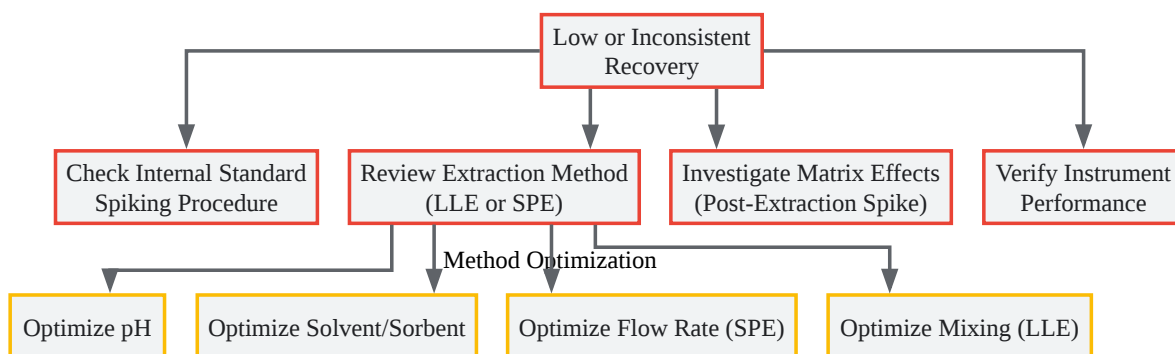 Low or Inconsistent
Recovery
Check Internal Standard
Spiking Procedure
Review Extraction Method
(LLE or SPE)
Investigate Matrix Effects
(Post-Extraction Spike)
Verify Instrument
Performance
Method Optimization
Optimize pH
Optimize Solvent/Sorbent
Optimize Flow Rate (SPE)
Optimize Mixing (LLE)